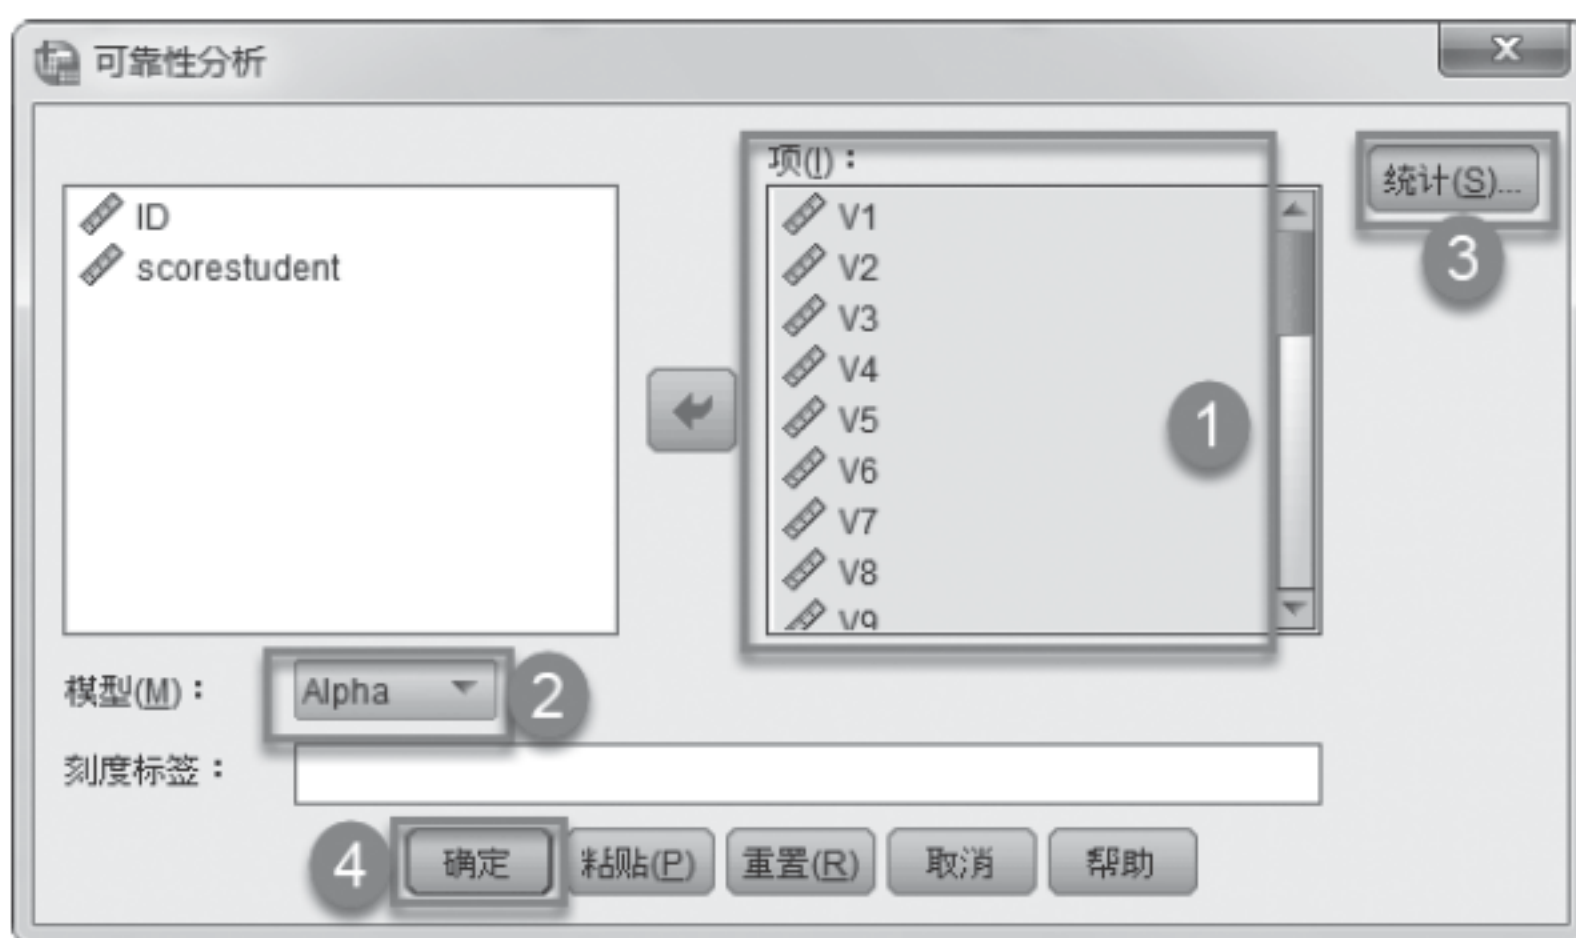 可靠性分析
项(I)：
统计(S)...
3
ID
scorestudent
V1
V2
V3
V4
V5
V6
V7
V8
V9
1
模型(M)：
Alpha
2
刻度标签：
4
确定
粘贴(P)
重置(R)
取消
帮助